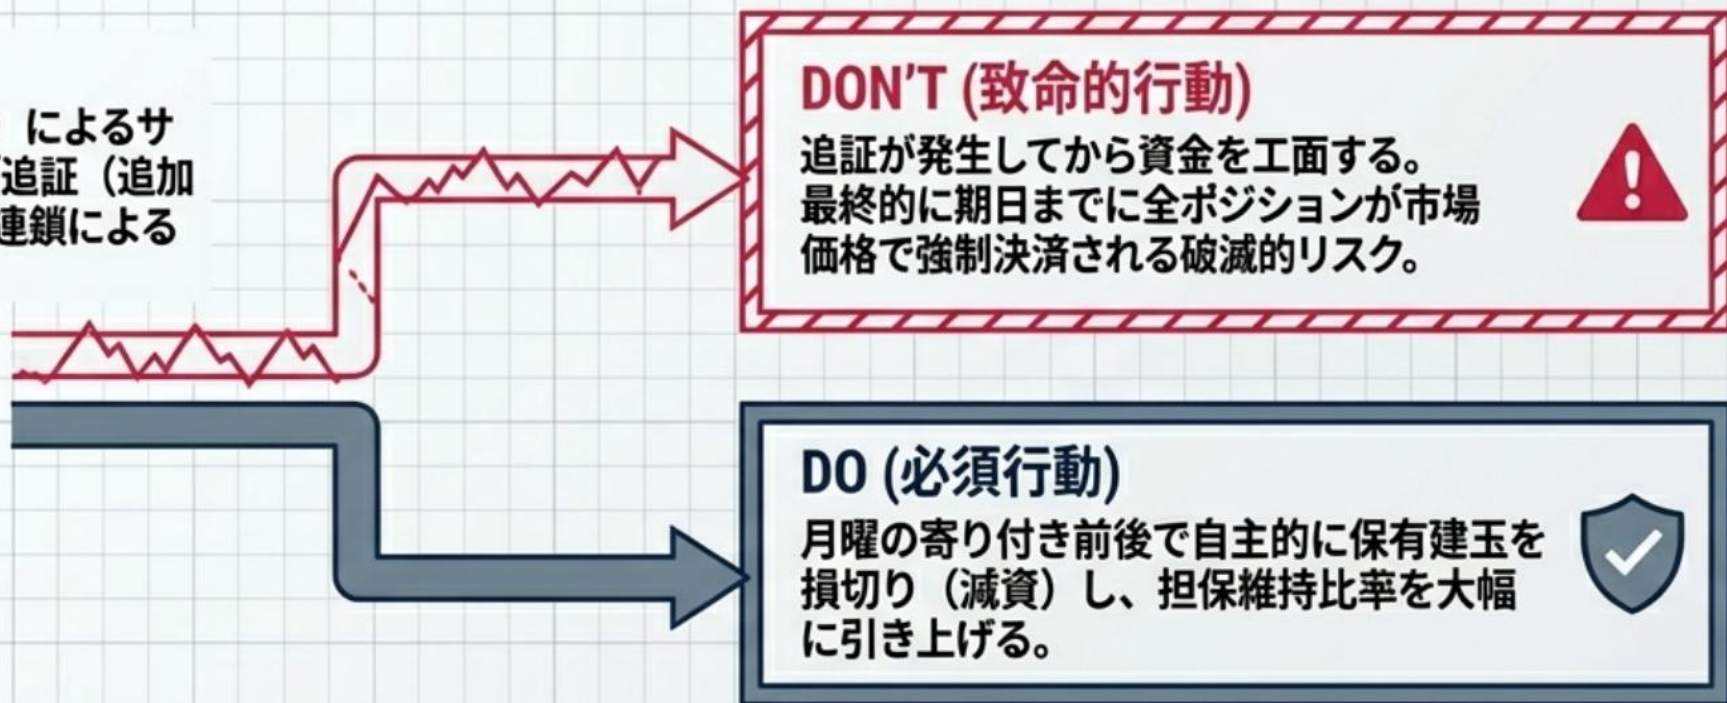 によるサ
追証（追加
連鎖による
DON'T (致命的行動)
追証が発生してから資金を工面する。
最終的に期日までに全ポジションが市場
価格で強制決済される破滅的リスク。
DO (必須行動)
月曜の寄り付き前後で自主的に保有建玉を
損切り（減資）し、担保維持比率を大幅
に引き上げる。